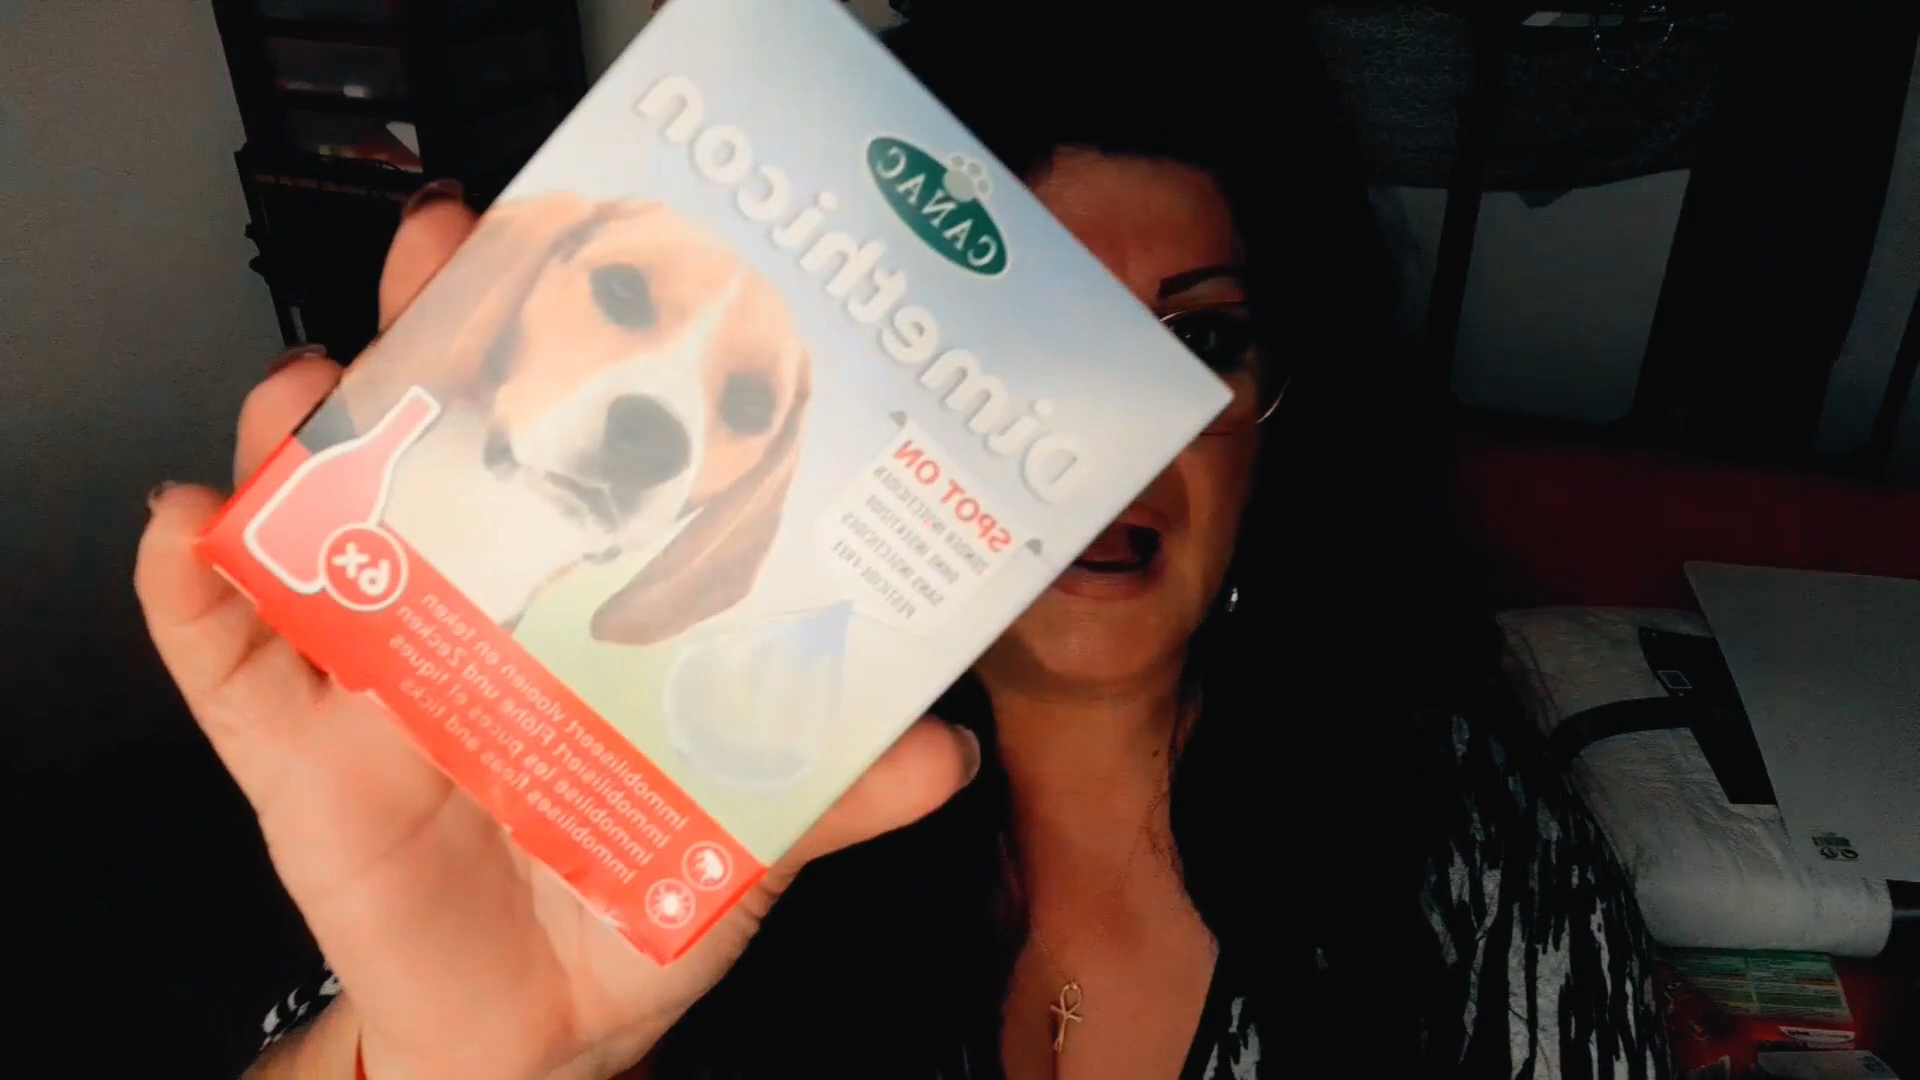 CANAC
Dimethicon
SPOT ON
ZONDER INSECTICIDEN
OHNE INSEKTIZIDE
SANS INSECTICIDES
PESTICIDE-FREE
6x
Immobiliseert vlooien en teken
Immobilisiert Flöhe und Zecken
Immobilise les puces et tiques
Immobilises fleas and ticks